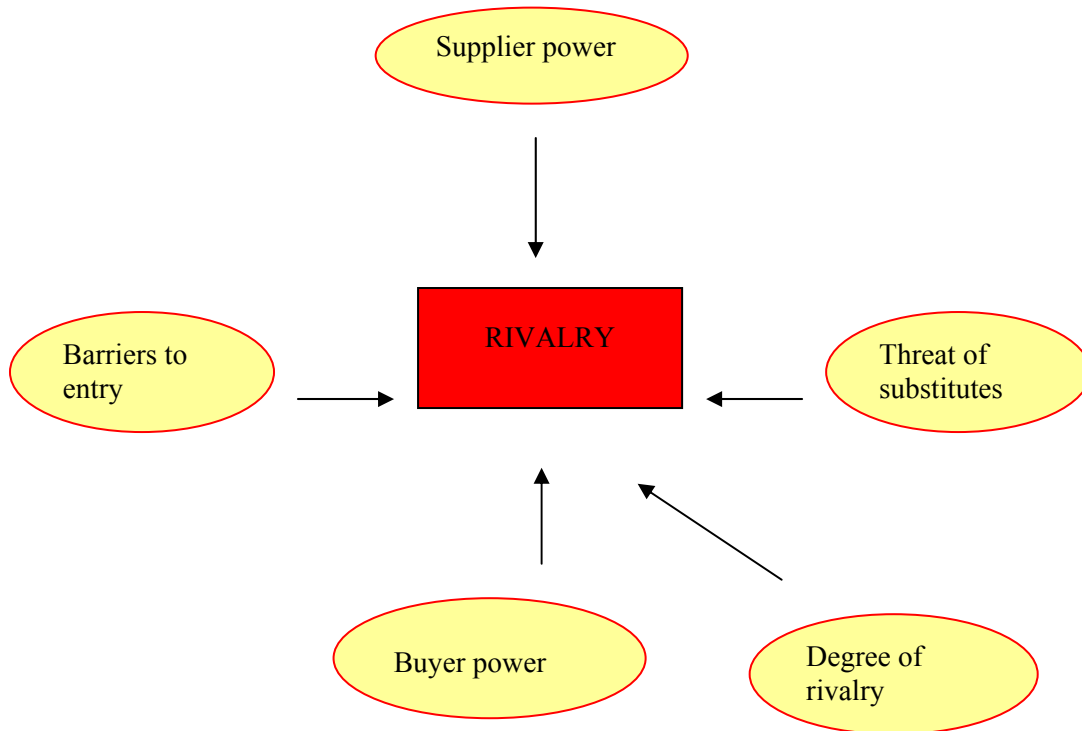 Supplier power
RIVALRY
Barriers to
entry
Threat of
substitutes
Buyer power
Degree of
rivalry